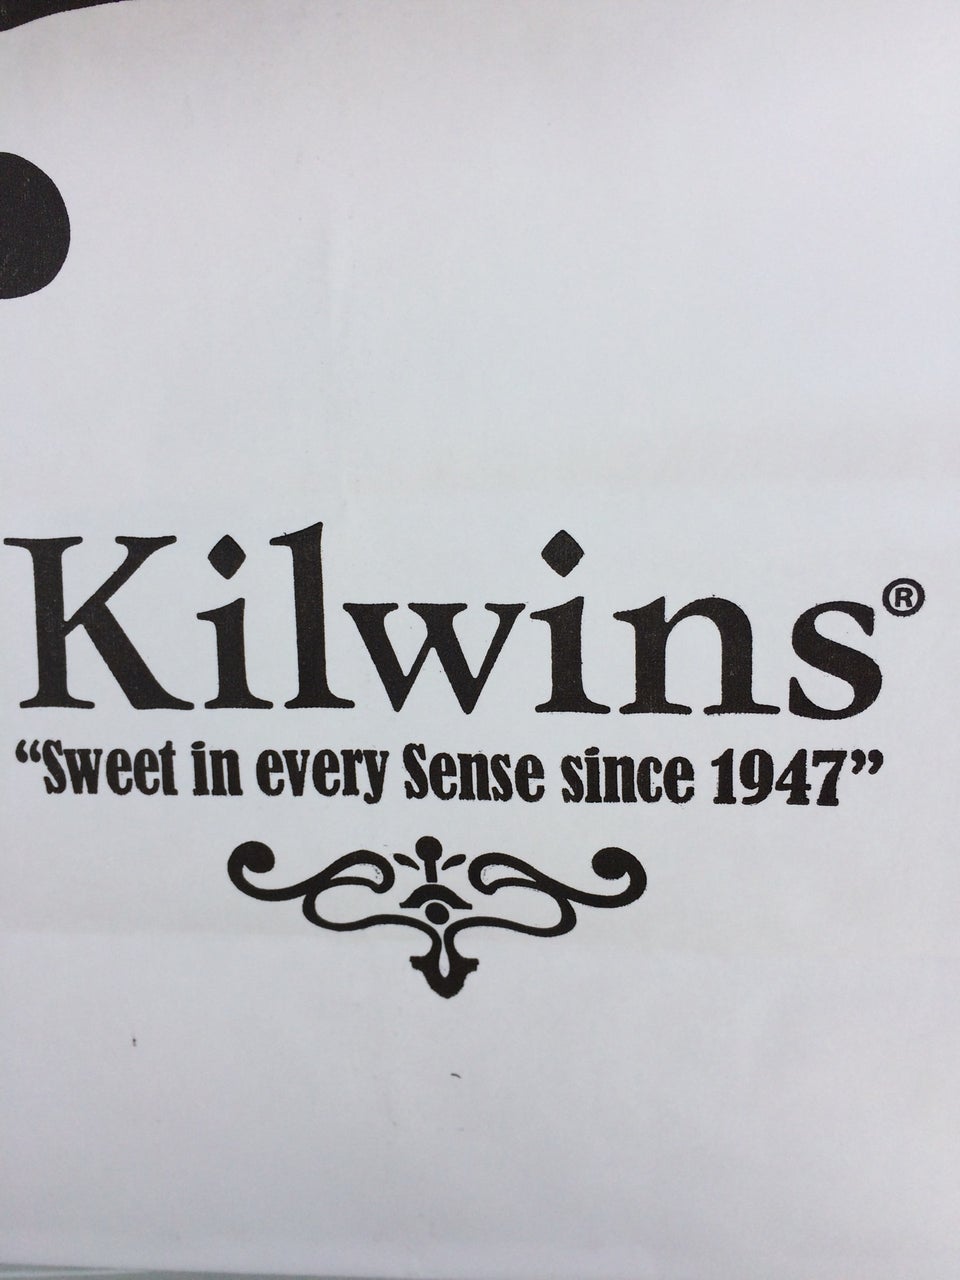 Kilwins®
“Sweet in every Sense since 1947”